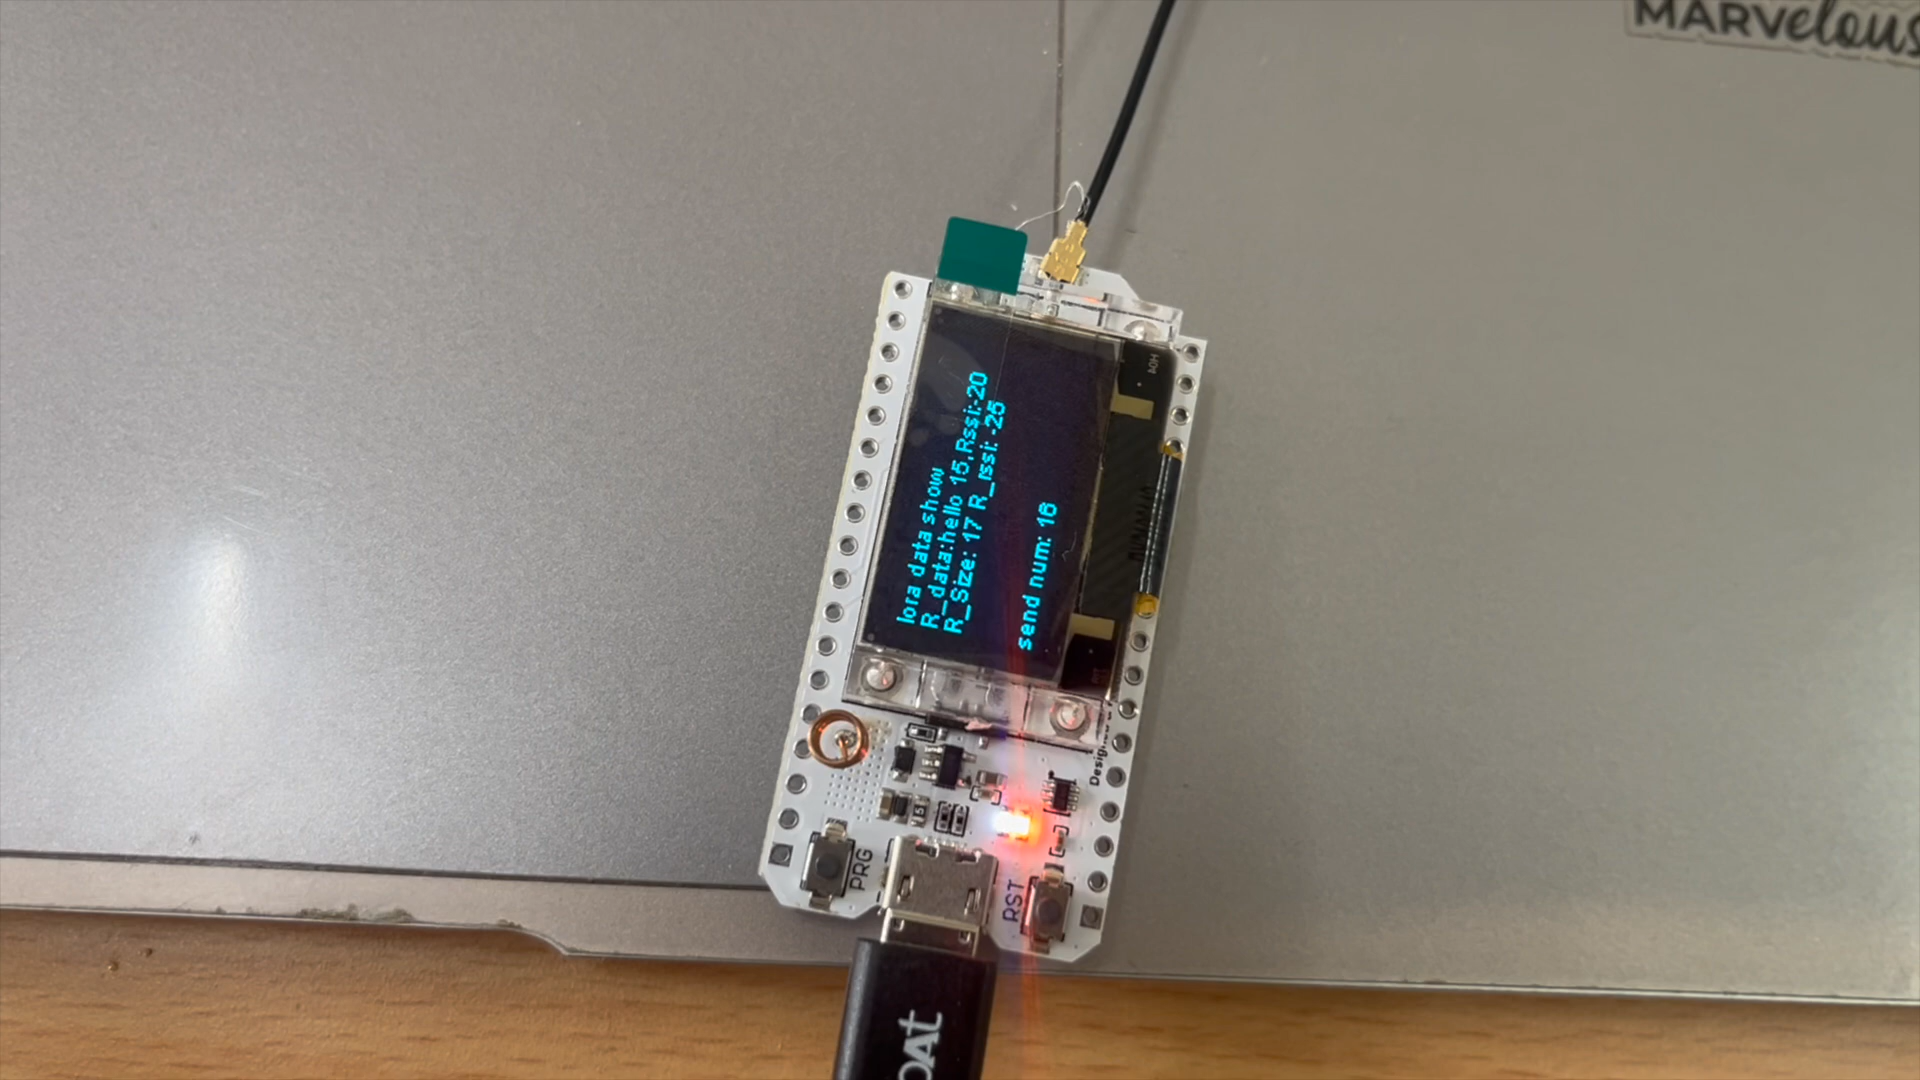 MARVelous
lora data show
R_data:hello 15,Rssi:-20
R_Size: 17 R_rssi: -25
send num: 16
PRG
RST